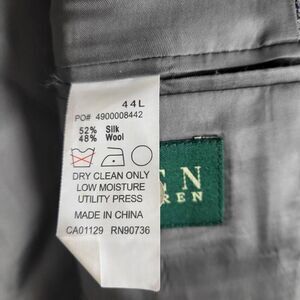 44L
PO# 4900008442
52% Silk
48% Wool
DRY CLEAN ONLY
LOW MOISTURE
UTILITY PRESS
MADE IN CHINA
CA01129 RN90736
EN
REN